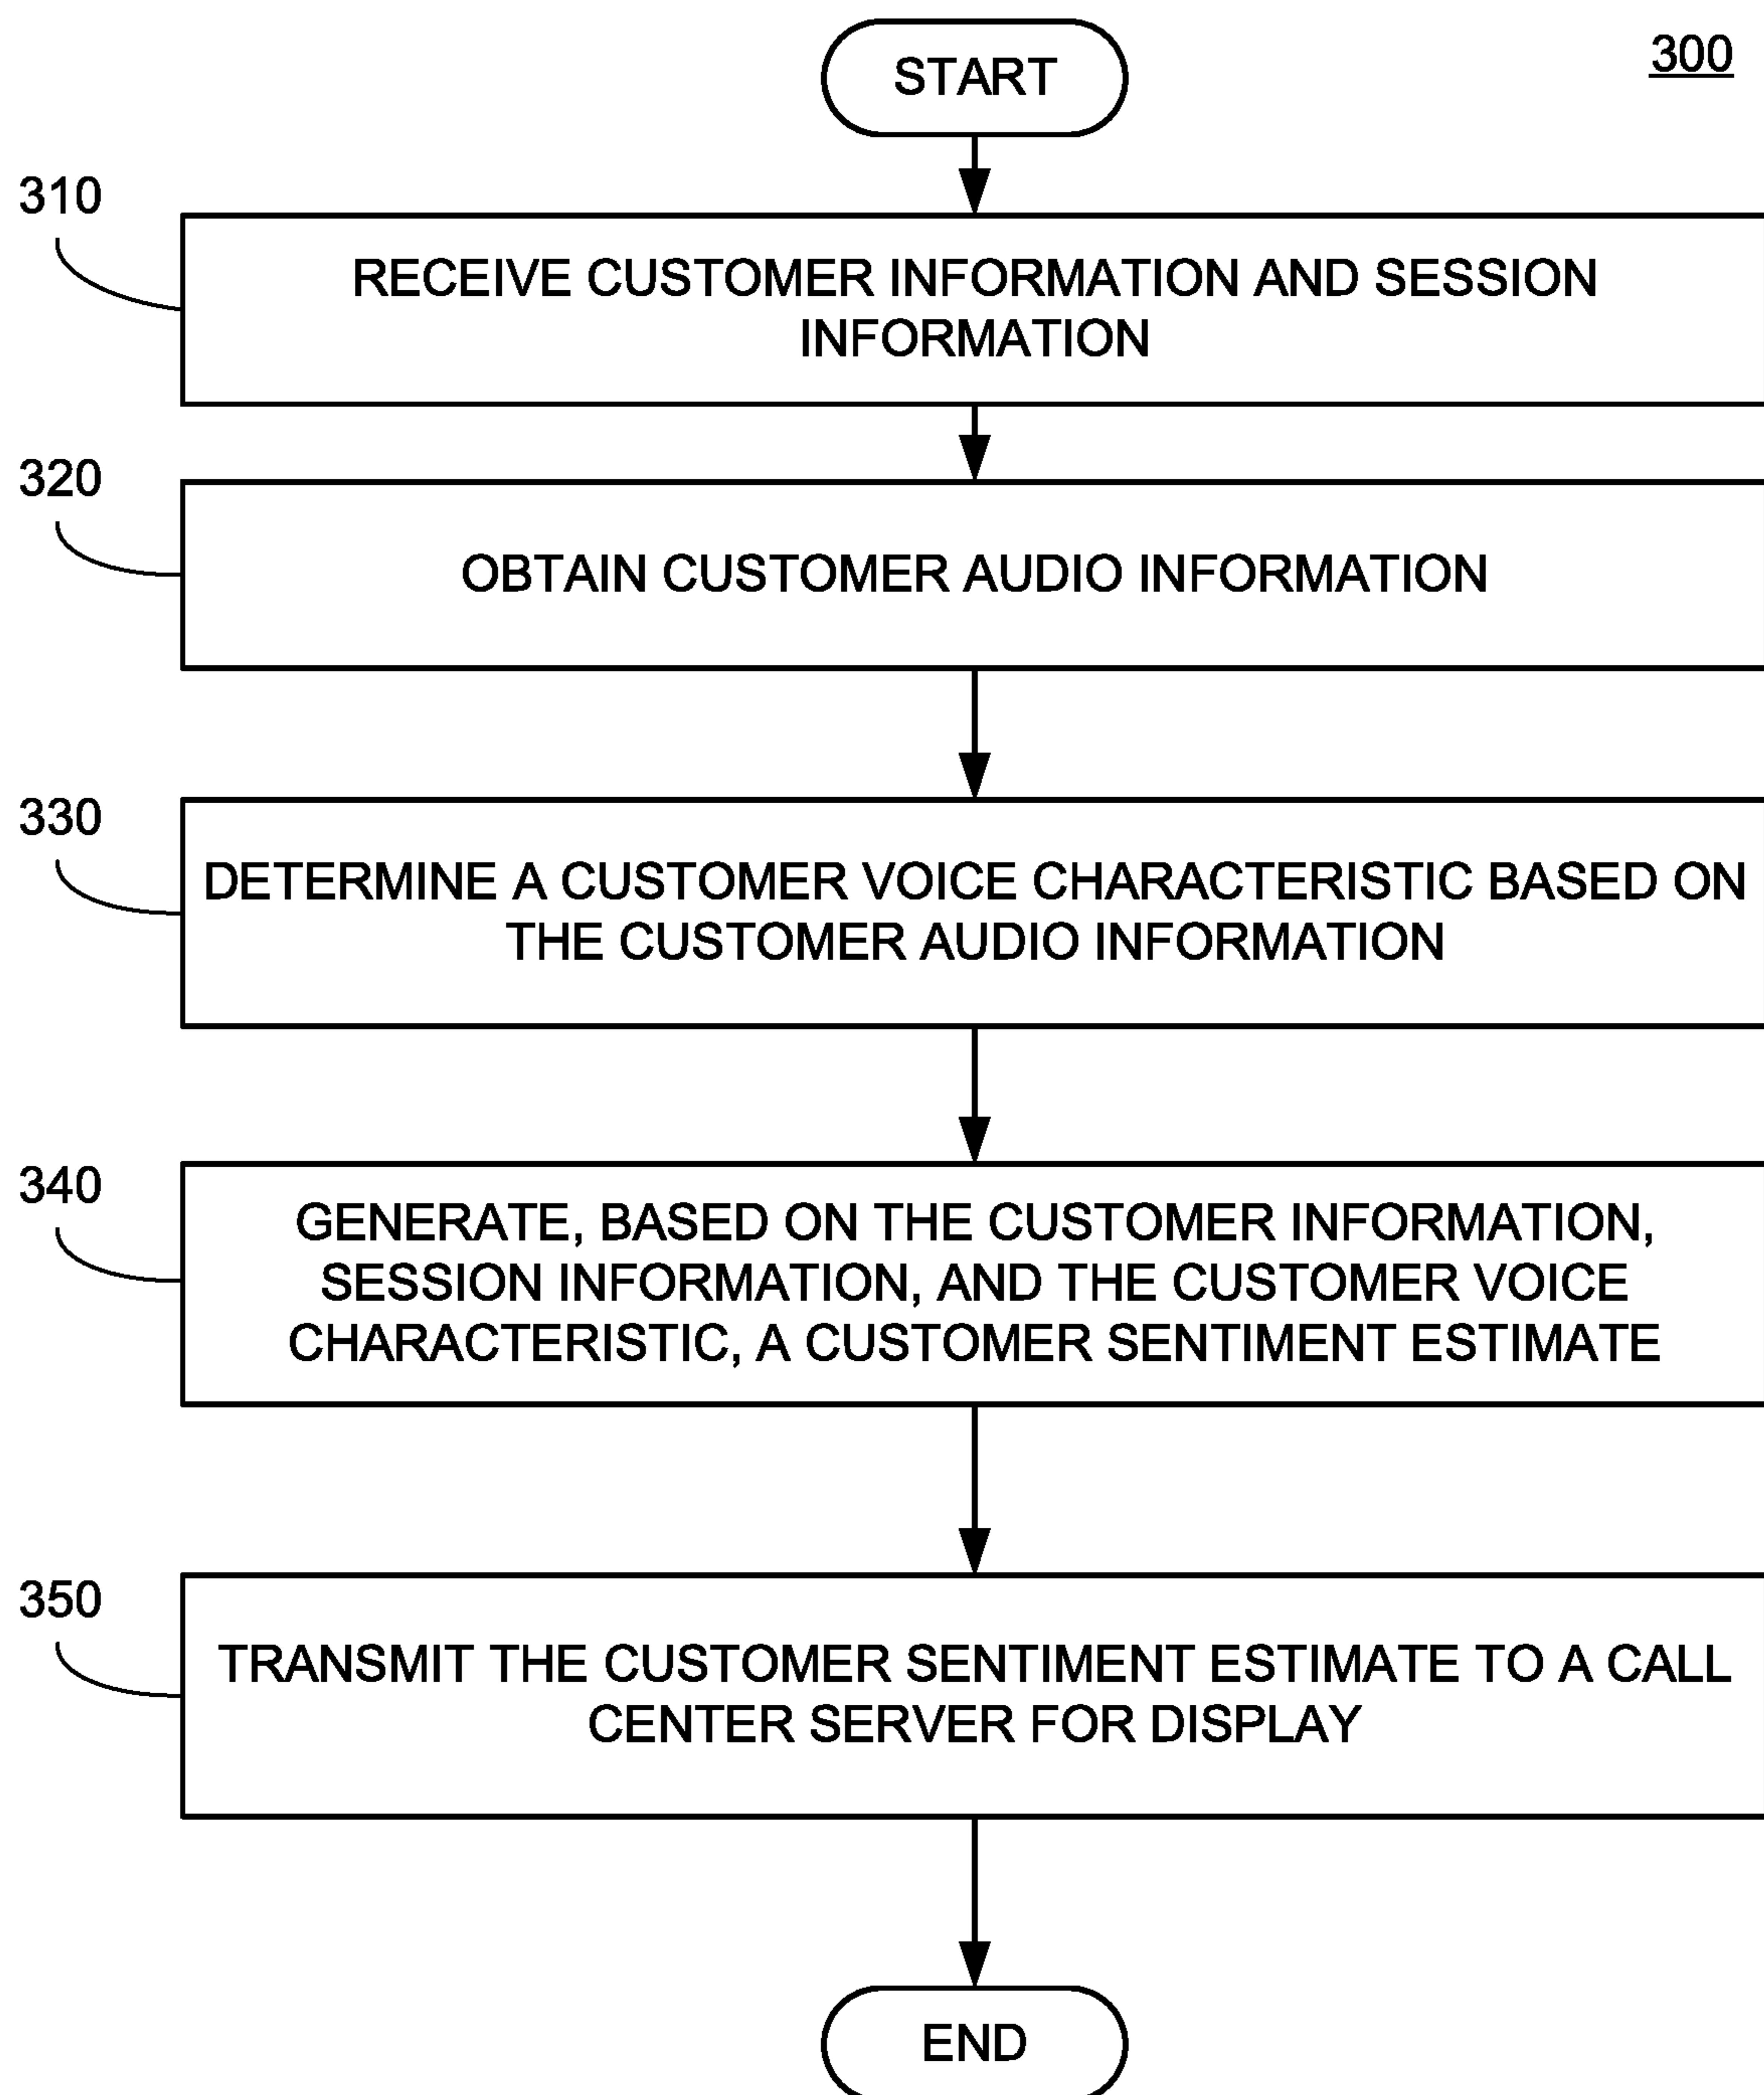 START
300
310
RECEIVE CUSTOMER INFORMATION AND SESSION
INFORMATION
320
OBTAIN CUSTOMER AUDIO INFORMATION
330
DETERMINE A CUSTOMER VOICE CHARACTERISTIC BASED ON
THE CUSTOMER AUDIO INFORMATION
340
GENERATE, BASED ON THE CUSTOMER INFORMATION,
SESSION INFORMATION, AND THE CUSTOMER VOICE
CHARACTERISTIC, A CUSTOMER SENTIMENT ESTIMATE
350
TRANSMIT THE CUSTOMER SENTIMENT ESTIMATE TO A CALL
CENTER SERVER FOR DISPLAY
END